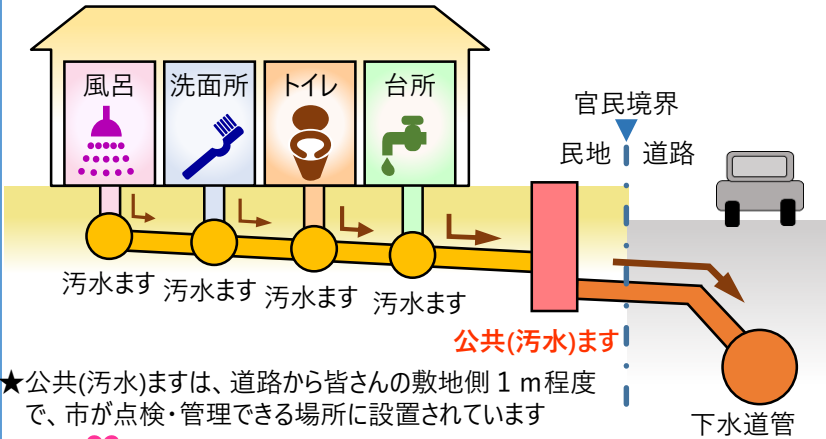 風呂
洗面所
トイレ
台所
官民境界
民地
道路
汚水ます
汚水ます
汚水ます
汚水ます
公共(汚水)ます
★公共(汚水)ますは、道路から皆さんの敷地側１ｍ程度
で、市が点検・管理できる場所に設置されています
下水道管